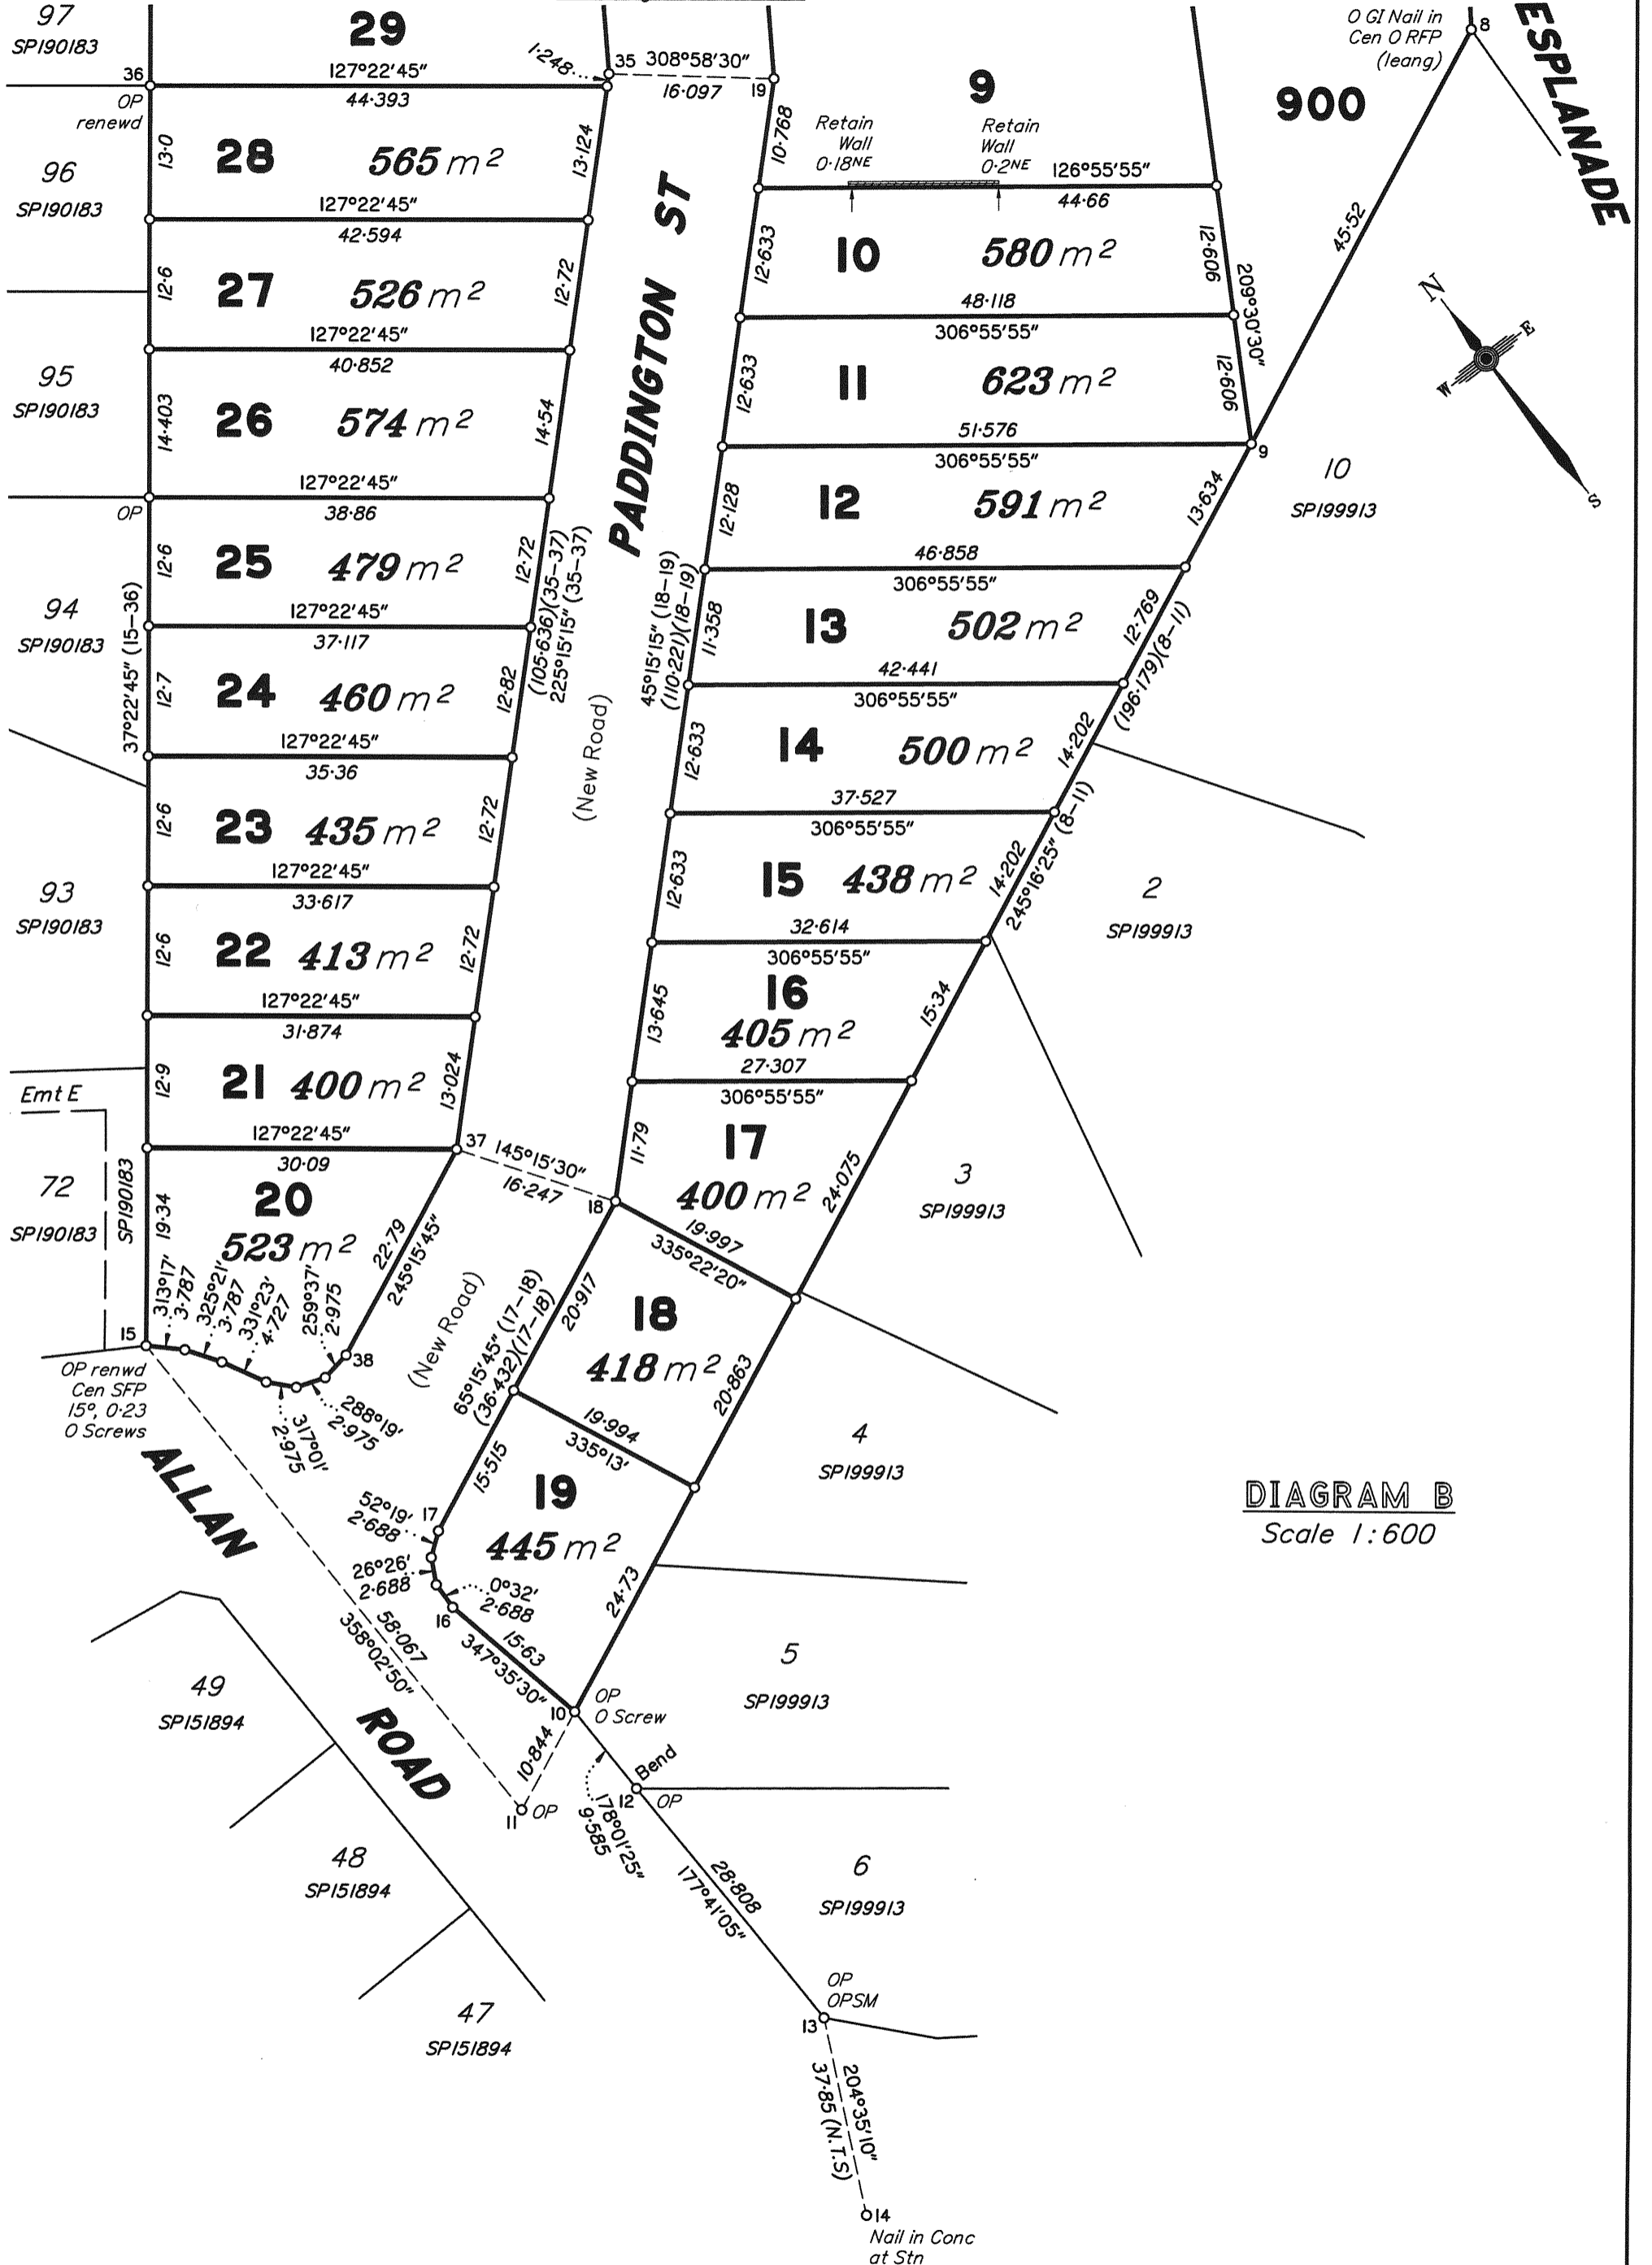 97
SP190183
29
127°22'45"
36
44·393
1·248
35
308°58'30"
16·097
19
OP
renewd
96
SP190183
13·0
28
565 m²
13·124
127°22'45"
42·594
12·6
27
526 m²
12·72
127°22'45"
40·852
95
SP190183
14·403
26
574 m²
14·54
127°22'45"
38·86
OP
12·6
25
479 m²
12·72
127°22'45"
37·117
94
SP190183
37°22'45" (15–36)
12·7
24
460 m²
12·82
127°22'45"
35·36
12·6
23
435 m²
12·72
127°22'45"
33·617
93
SP190183
12·6
22
413 m²
12·72
127°22'45"
31·874
12·9
21
400 m²
13·024
127°22'45"
30·09
37
145°15'30"
16·247
18
Emt E
72
SP190183
SP190183
19·34
20
523 m²
22·79
245°15'45"
313°17'
3·787
325°21'
3·787
331°23'
4·727
259°37'
2·975
15
38
288°19'
2·975
317°01'
2·975
OP renwd
Cen SFP
15°, 0·23
O Screws
PADDINGTON ST
(105·636)(35–37)
225°15'15" (35–37)
45°15'15" (18–19)
(110·221)(18–19)
(New Road)
10·768
9
Retain
Wall
0·18NE
Retain
Wall
0·2NE
126°55'55"
44·66
12·633
10
580 m²
12·606
209°30'30"
48·118
306°55'55"
12·633
11
623 m²
12·606
51·576
306°55'55"
9
12·128
12
591 m²
13·634
46·858
306°55'55"
11·358
13
502 m²
12·769
(196·179)(8–11)
42·441
306°55'55"
12·633
14
500 m²
14·202
37·527
306°55'55"
12·633
15
438 m²
14·202
245°16'25" (8–11)
32·614
306°55'55"
13·645
16
405 m²
15·34
27·307
306°55'55"
11·79
17
400 m²
24·075
19·997
335°22'20"
(New Road)
65°15'45" (17–18)
(36·432)(17–18)
20·917
18
418 m²
20·863
19·994
335°13'
15·515
19
445 m²
24·73
17
52°19'
2·688
26°26'
2·688
0°32'
2·688
16
15·63
347°35'30"
10
OP
O Screw
ALLAN
ROAD
58·067
358°02'50"
10·844
11
OP
178°01'25"
9·585
Bend
12
OP
28·808
177°41'05"
OP
OPSM
13
204°35'10"
37·85 (N.T.S)
14
Nail in Conc
at Stn
49
SP151894
48
SP151894
47
SP151894
O GI Nail in
Cen O RFP
(leang)
8
ESPLANADE
900
45·52
N
E
W
S
10
SP199913
2
SP199913
3
SP199913
4
SP199913
5
SP199913
6
SP199913
DIAGRAM B
Scale 1:600